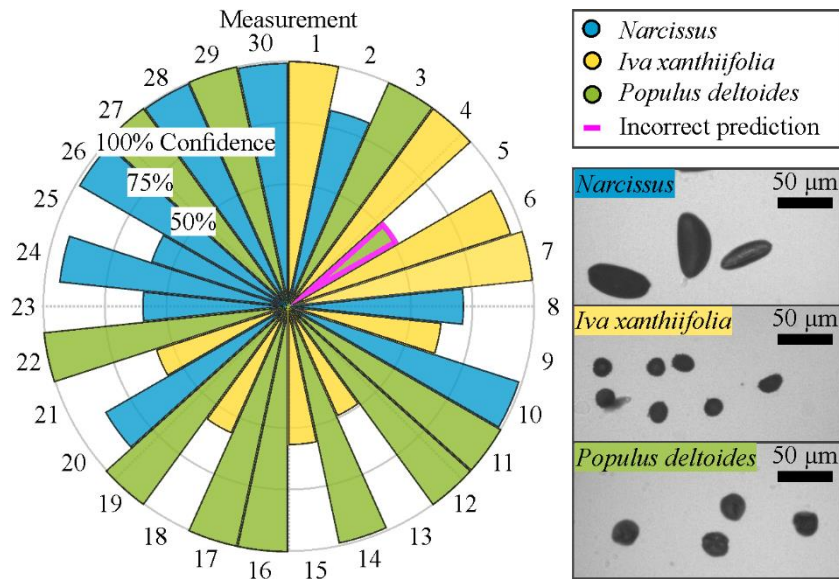 Measurement
1
2
3
4
5
6
7
8
9
10
11
12
13
14
15
16
17
18
19
20
21
22
23
24
25
26
27
28
29
30
100% Confidence
75%
50%
Narcissus
Iva xanthiifolia
Populus deltoides
Incorrect prediction
Narcissus
50 μm
Iva xanthiifolia
50 μm
Populus deltoides
50 μm